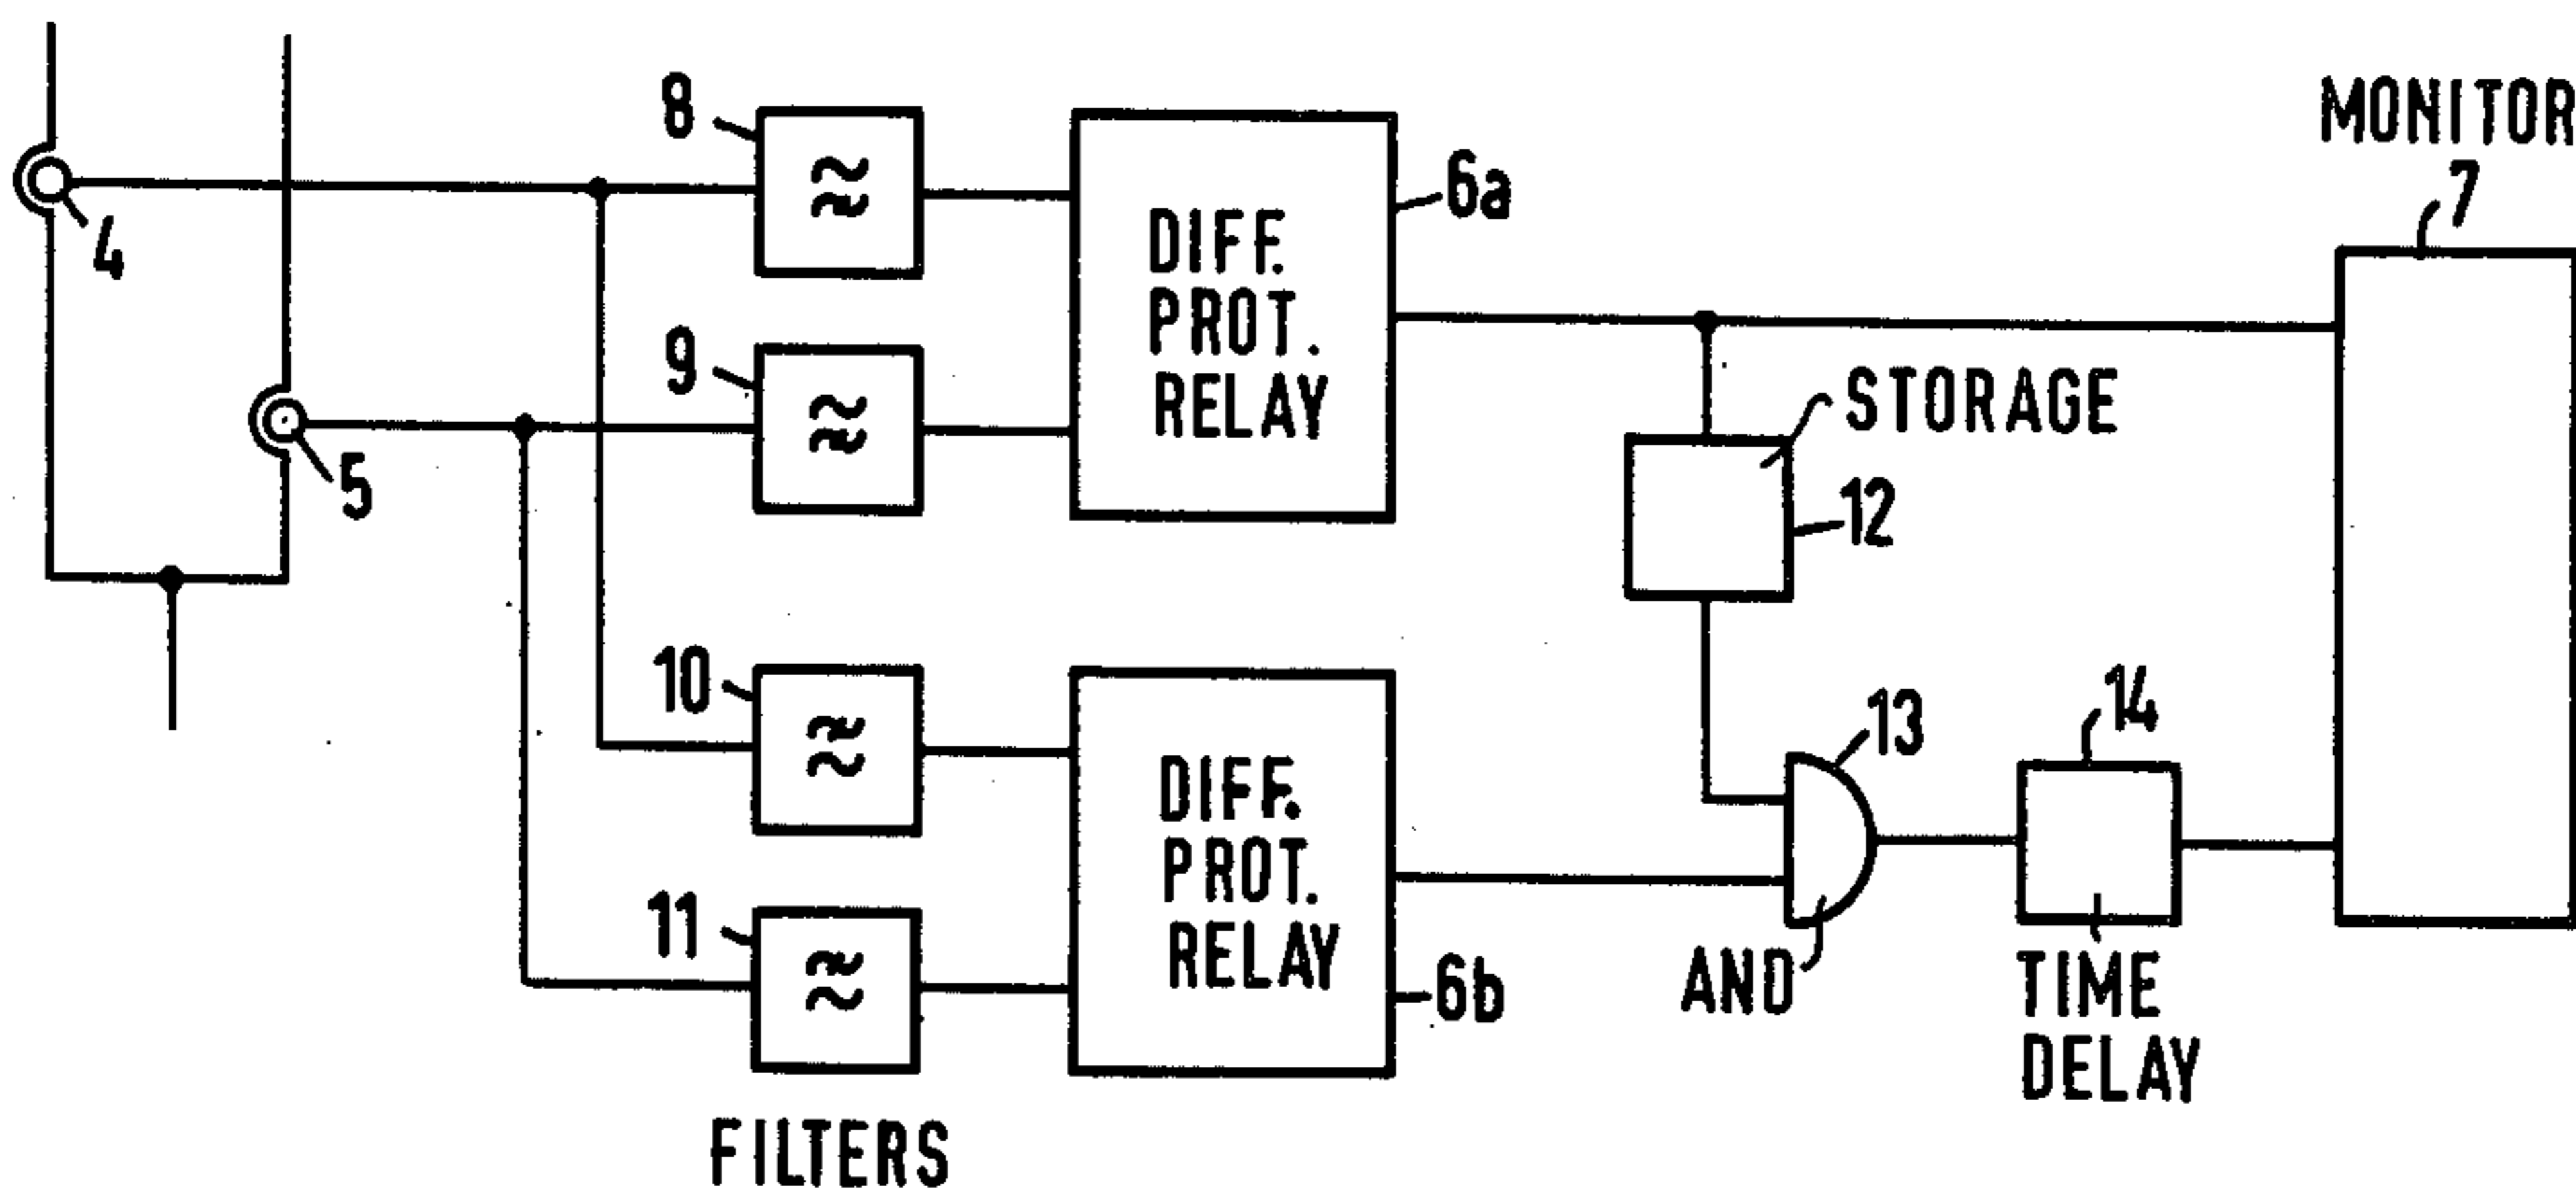 MONITOR
7
8
4
DIFF.
PROT.
RELAY
6a
9
5
STORAGE
12
10
DIFF.
PROT.
RELAY
13
14
11
6b
AND
TIME
DELAY
FILTERS